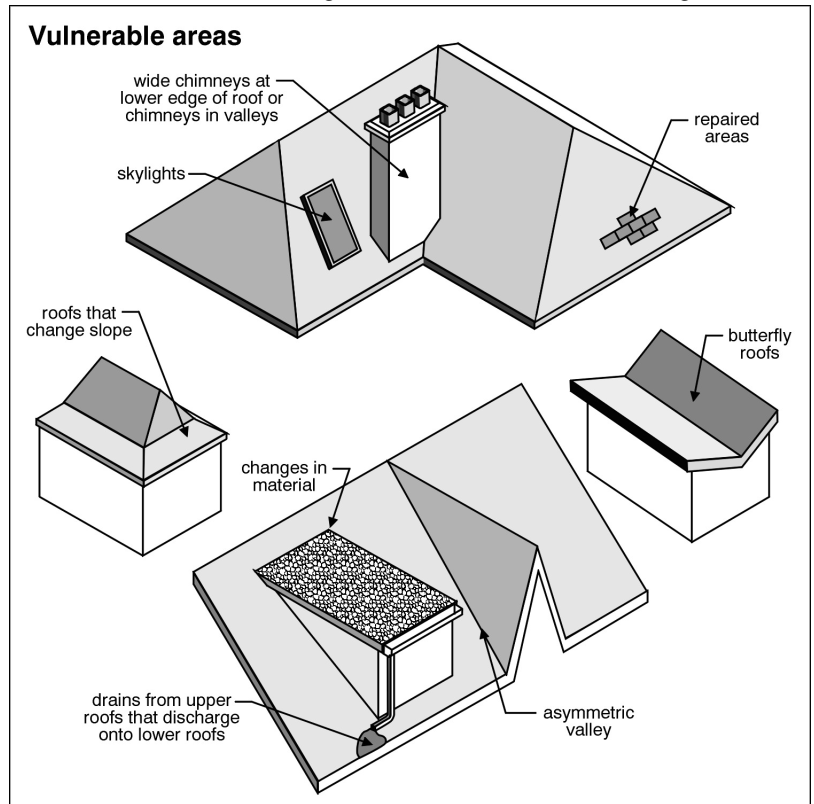 Vulnerable areas
wide chimneys at
lower edge of roof or
chimneys in valleys
repaired
areas
skylights
roofs that
change slope
butterfly
roofs
changes in
material
drains from upper
roofs that discharge
onto lower roofs
asymmetric
valley